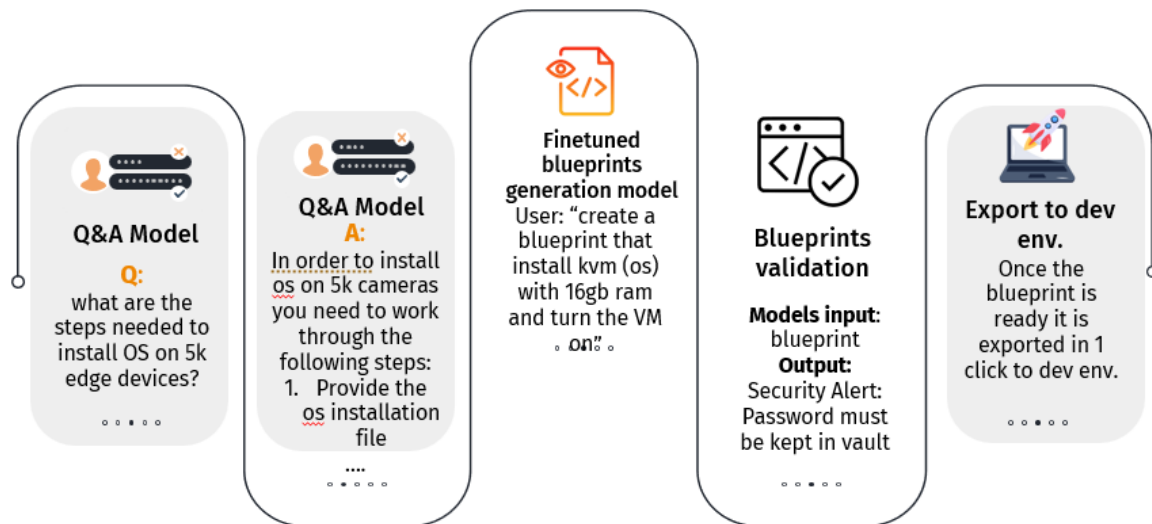 Q&A Model
Q:
what are the
steps needed to
install OS on 5k
edge devices?
Q&A Model
A:
In order to install
os on 5k cameras
you need to work
through the
following steps:
1. Provide the
os installation
file
....
Finetuned
blueprints
generation model
User: “create a
blueprint that
install kvm (os)
with 16gb ram
and turn the VM
on”
Blueprints
validation
Models input:
blueprint
Output:
Security Alert:
Password must
be kept in vault
Export to dev
env.
Once the
blueprint is
ready it is
exported in 1
click to dev env.